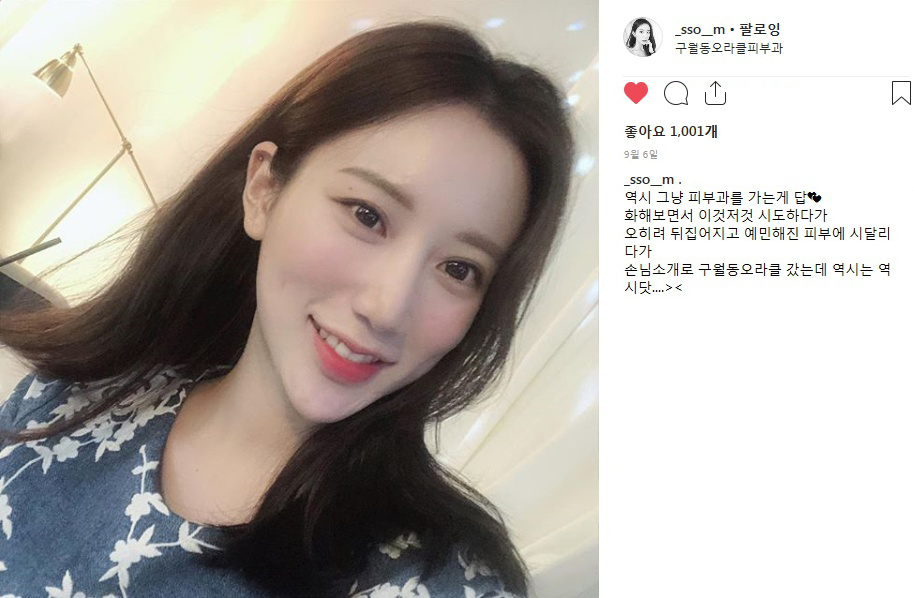 _sso__m • 팔로잉
구월동오라클피부과
좋아요 1,001개
9월 6일
_sso__m .
역시 그냥 피부과를 가는게 답💕
화해보면서 이것저것 시도하다가
오히려 뒤집어지고 예민해진 피부에 시달리
다가
손님소개로 구월동오라클 갔는데 역시는 역
시닷....><